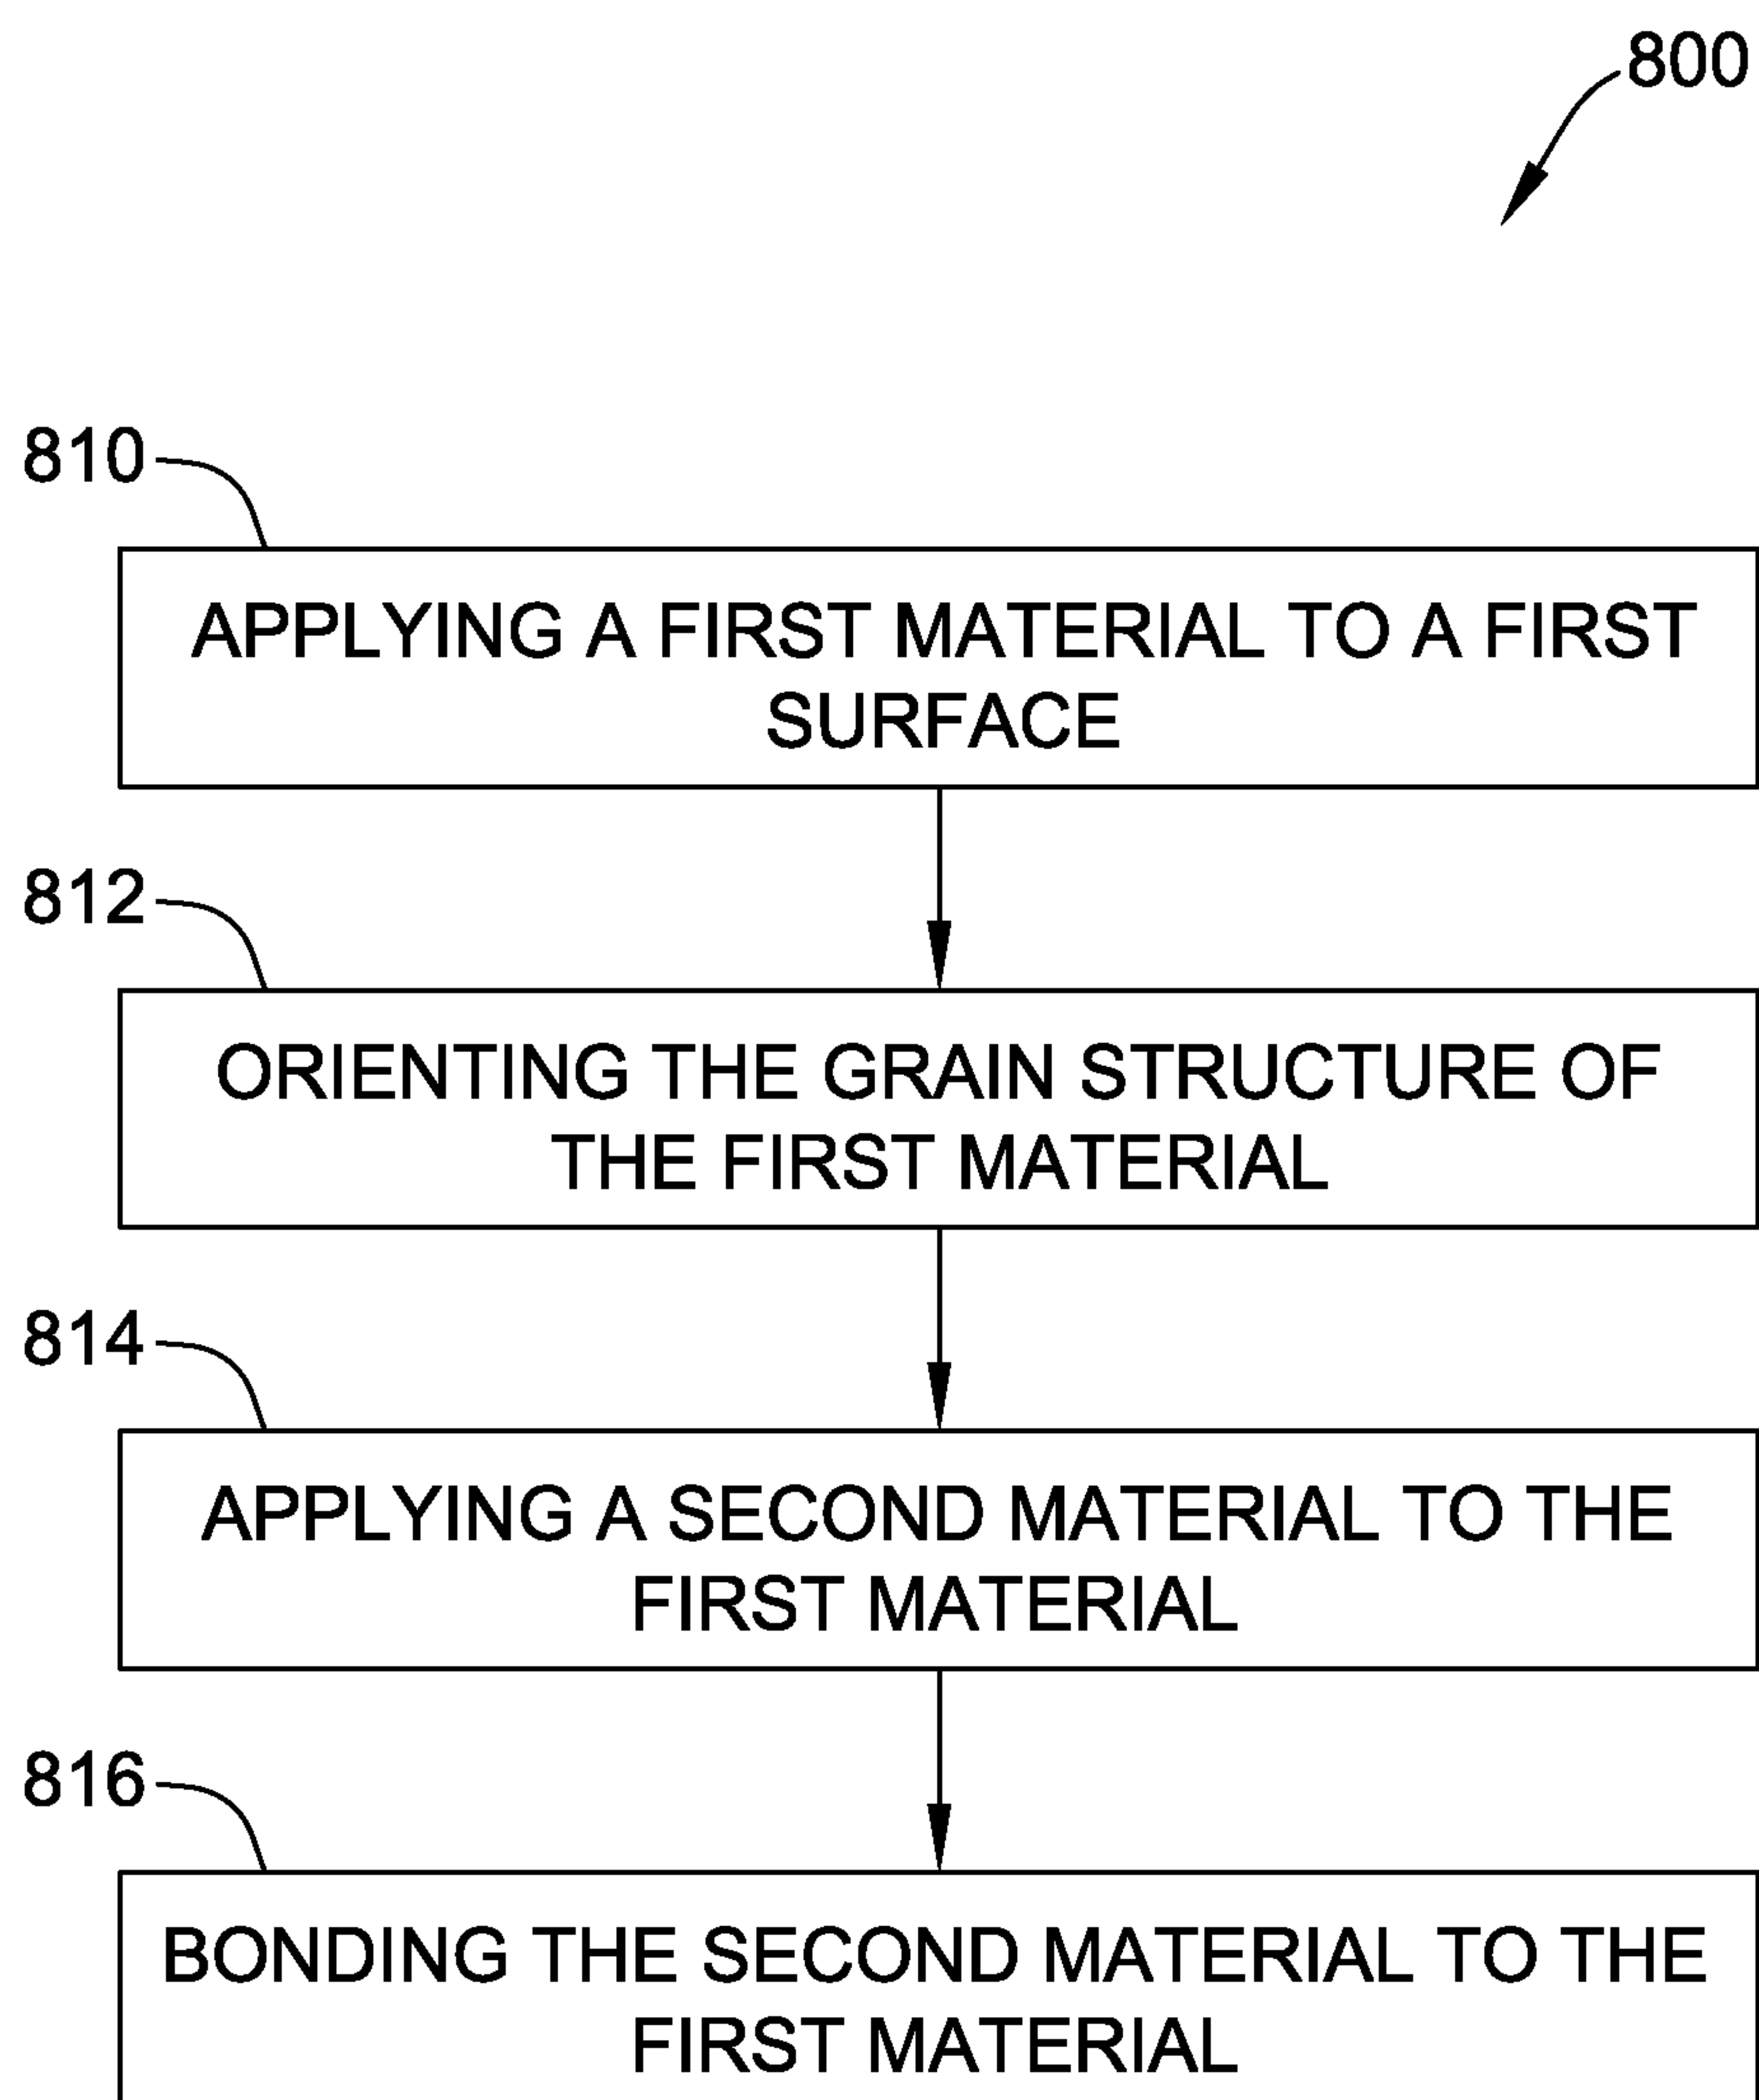 800
810
APPLYING A FIRST MATERIAL TO A FIRST
SURFACE
812
ORIENTING THE GRAIN STRUCTURE OF
THE FIRST MATERIAL
814
APPLYING A SECOND MATERIAL TO THE
FIRST MATERIAL
816
BONDING THE SECOND MATERIAL TO THE
FIRST MATERIAL